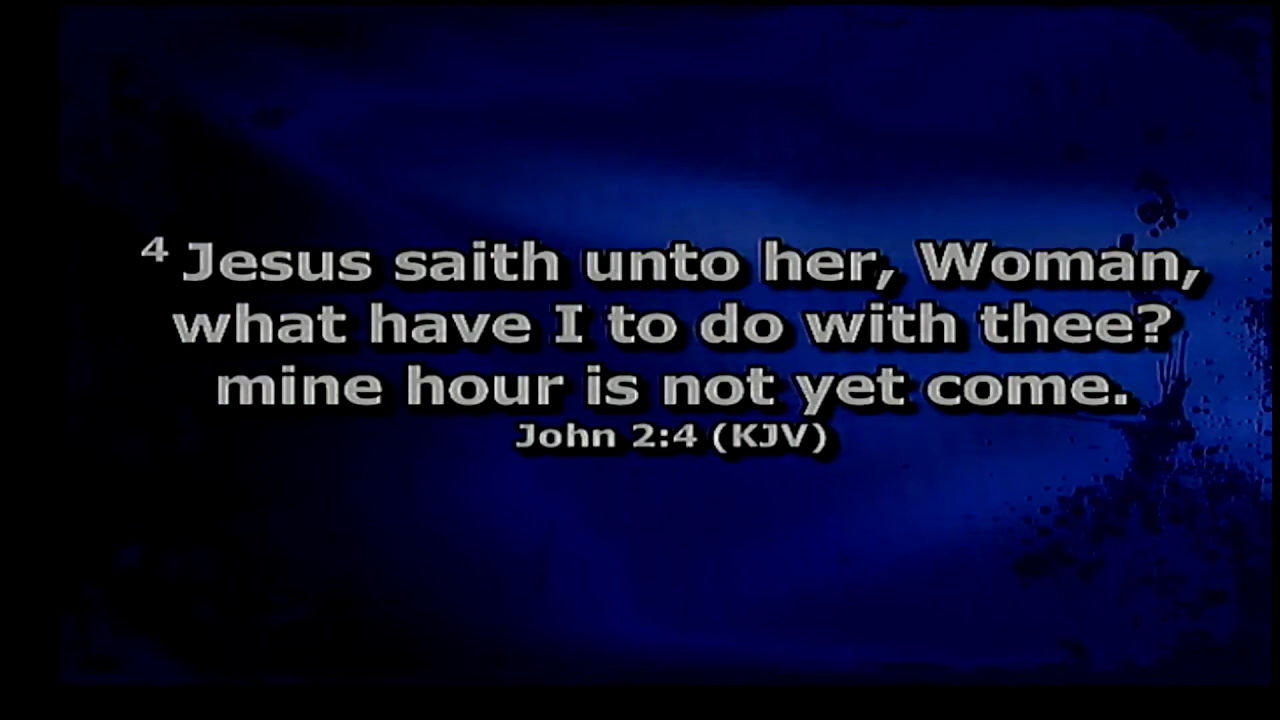 4 Jesus saith unto her, Woman,
what have I to do with thee?
mine hour is not yet come.
John 2:4 (KJV)